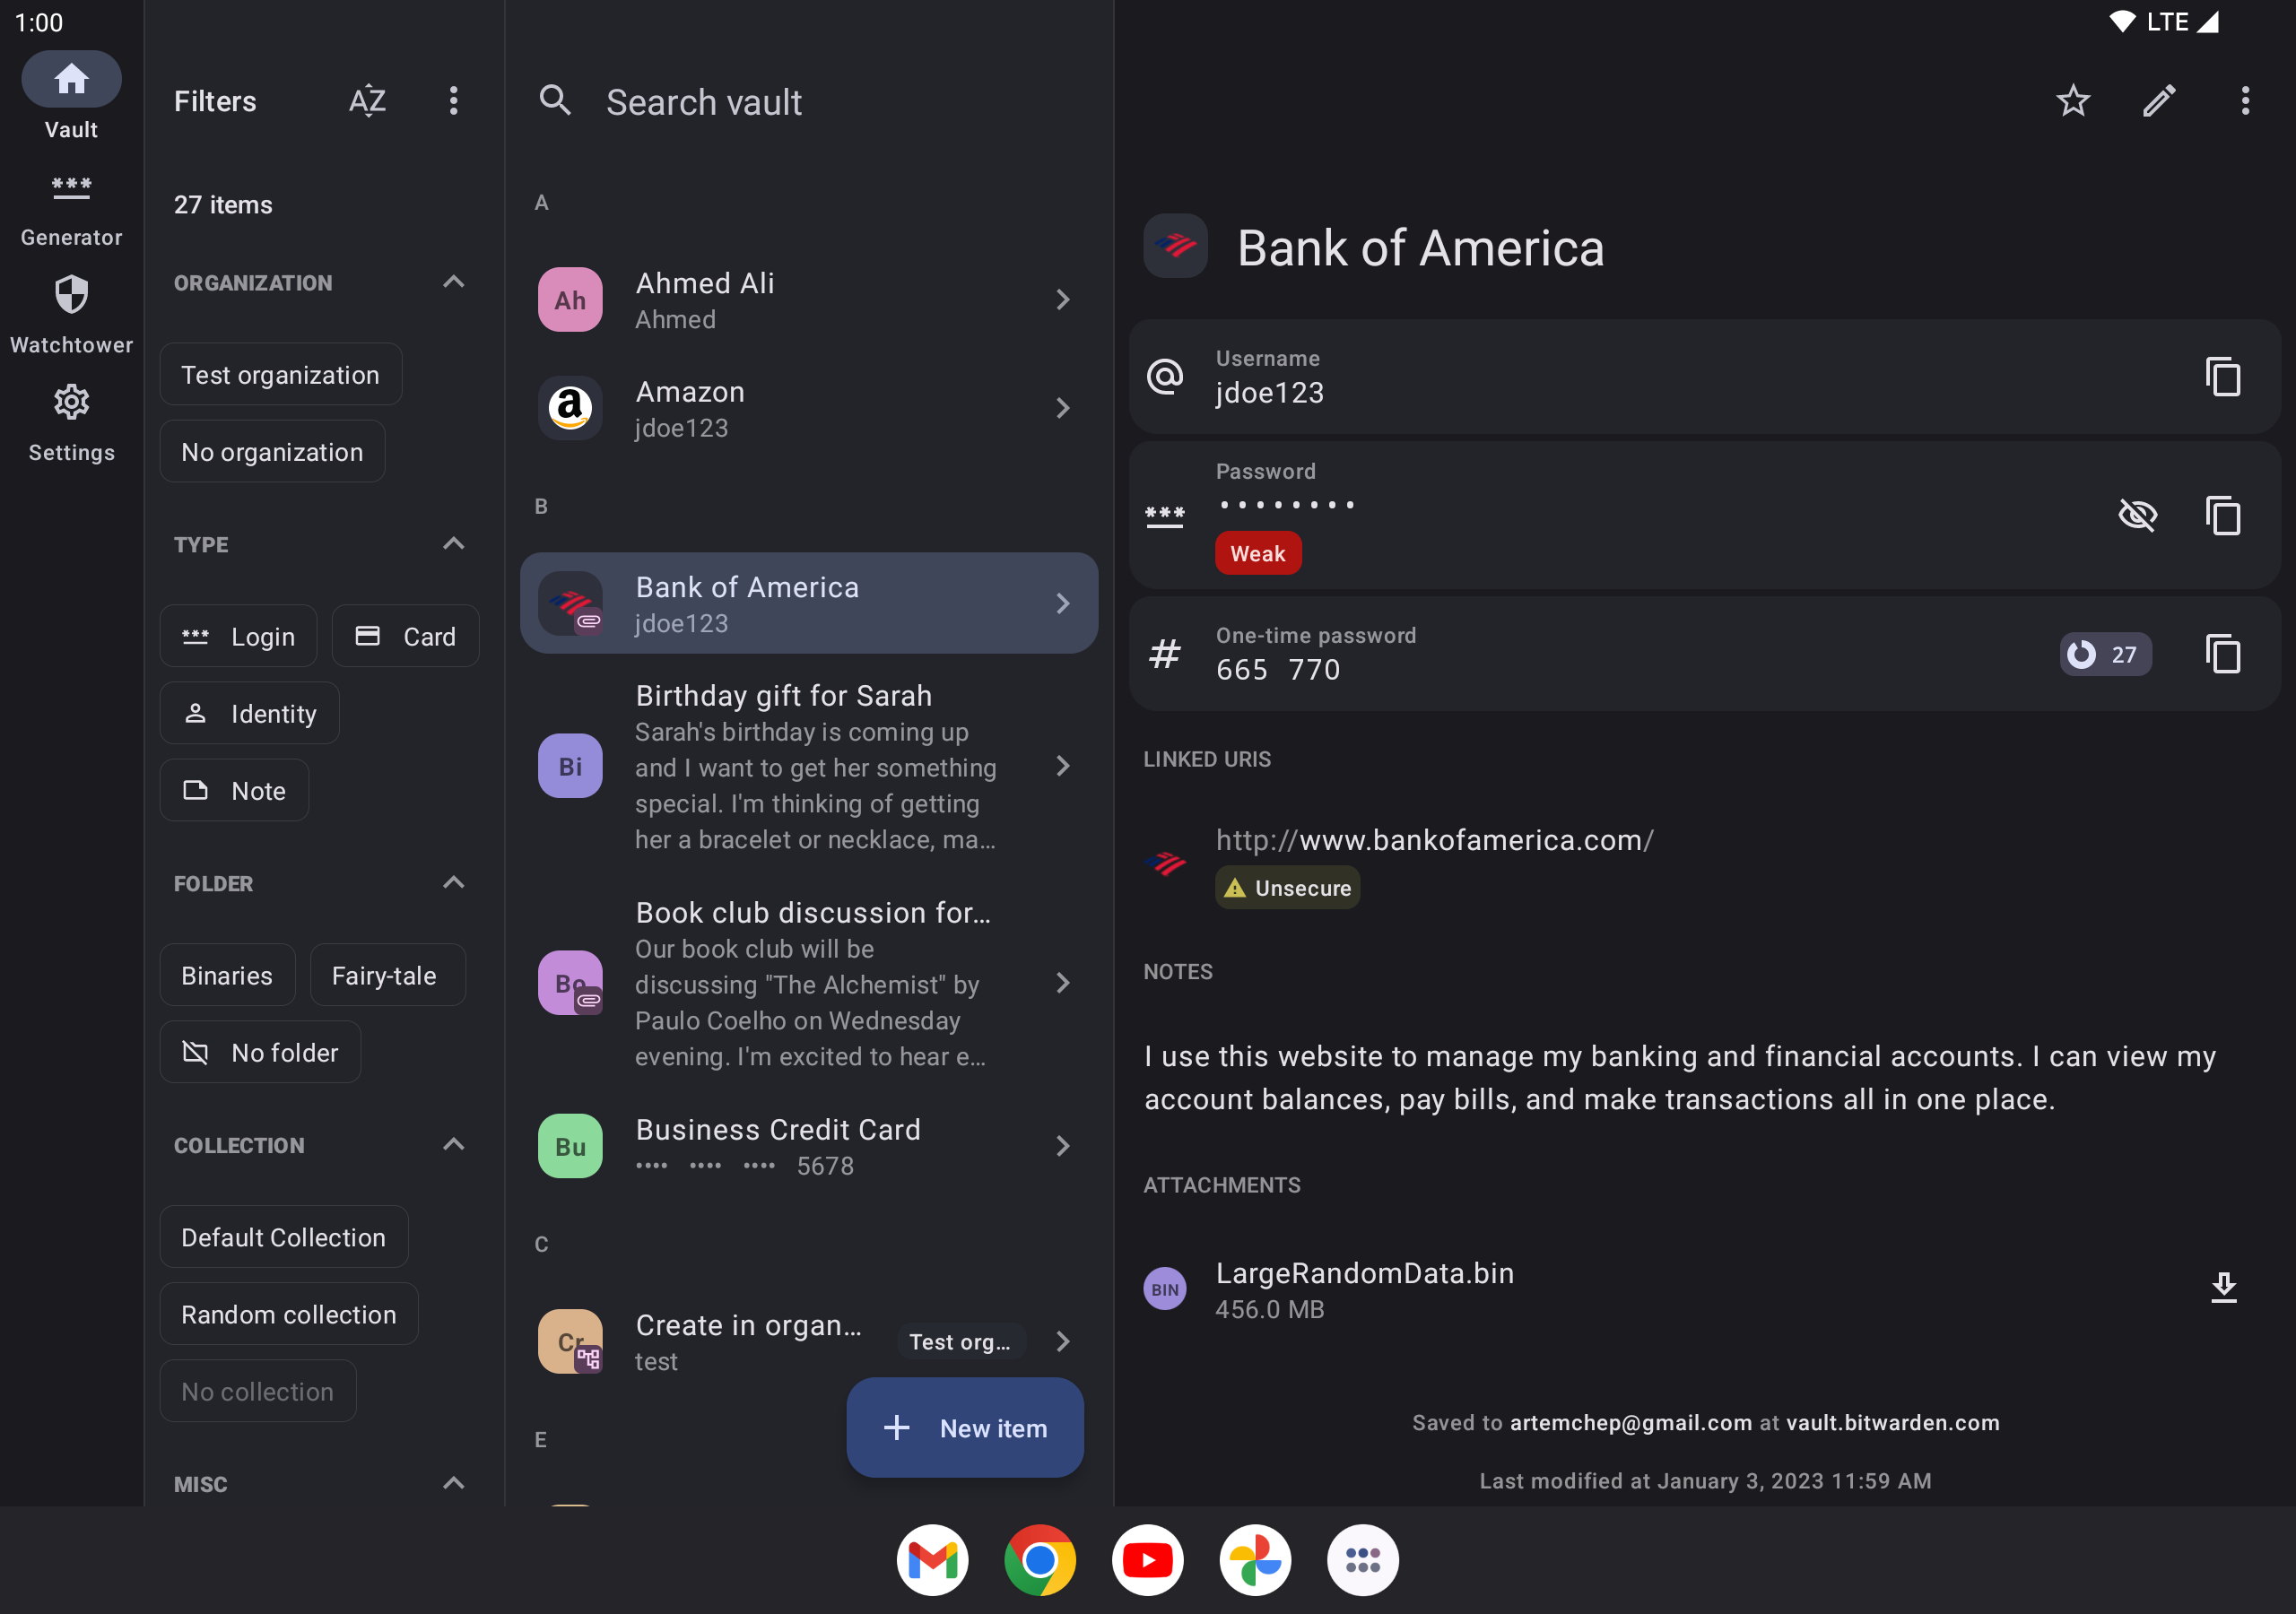 1:00
LTE
Vault
Generator
Watchtower
Settings
Filters
AZ
27 items
ORGANIZATION
Test organization
No organization
TYPE
*** Login
Card
Identity
Note
FOLDER
Binaries
Fairy-tale
No folder
COLLECTION
Default Collection
Random collection
No collection
MISC
Search vault
A
Ah
Ahmed Ali
Ahmed
a
Amazon
jdoe123
B
Bank of America
jdoe123
Bi
Birthday gift for Sarah
Sarah's birthday is coming up
and I want to get her something
special. I'm thinking of getting
her a bracelet or necklace, ma...
Bo
Book club discussion for...
Our book club will be
discussing "The Alchemist" by
Paulo Coelho on Wednesday
evening. I'm excited to hear e...
Bu
Business Credit Card
•••• •••• •••• 5678
C
Cr
Create in organ...
test
Test org...
E
+ New item
Bank of America
Username
jdoe123
Password
••••••••
Weak
One-time password
665 770
27
LINKED URIS
http://www.bankofamerica.com/
Unsecure
NOTES
I use this website to manage my banking and financial accounts. I can view my
account balances, pay bills, and make transactions all in one place.
ATTACHMENTS
BIN
LargeRandomData.bin
456.0 MB
Saved to artemchep@gmail.com at vault.bitwarden.com
Last modified at January 3, 2023 11:59 AM